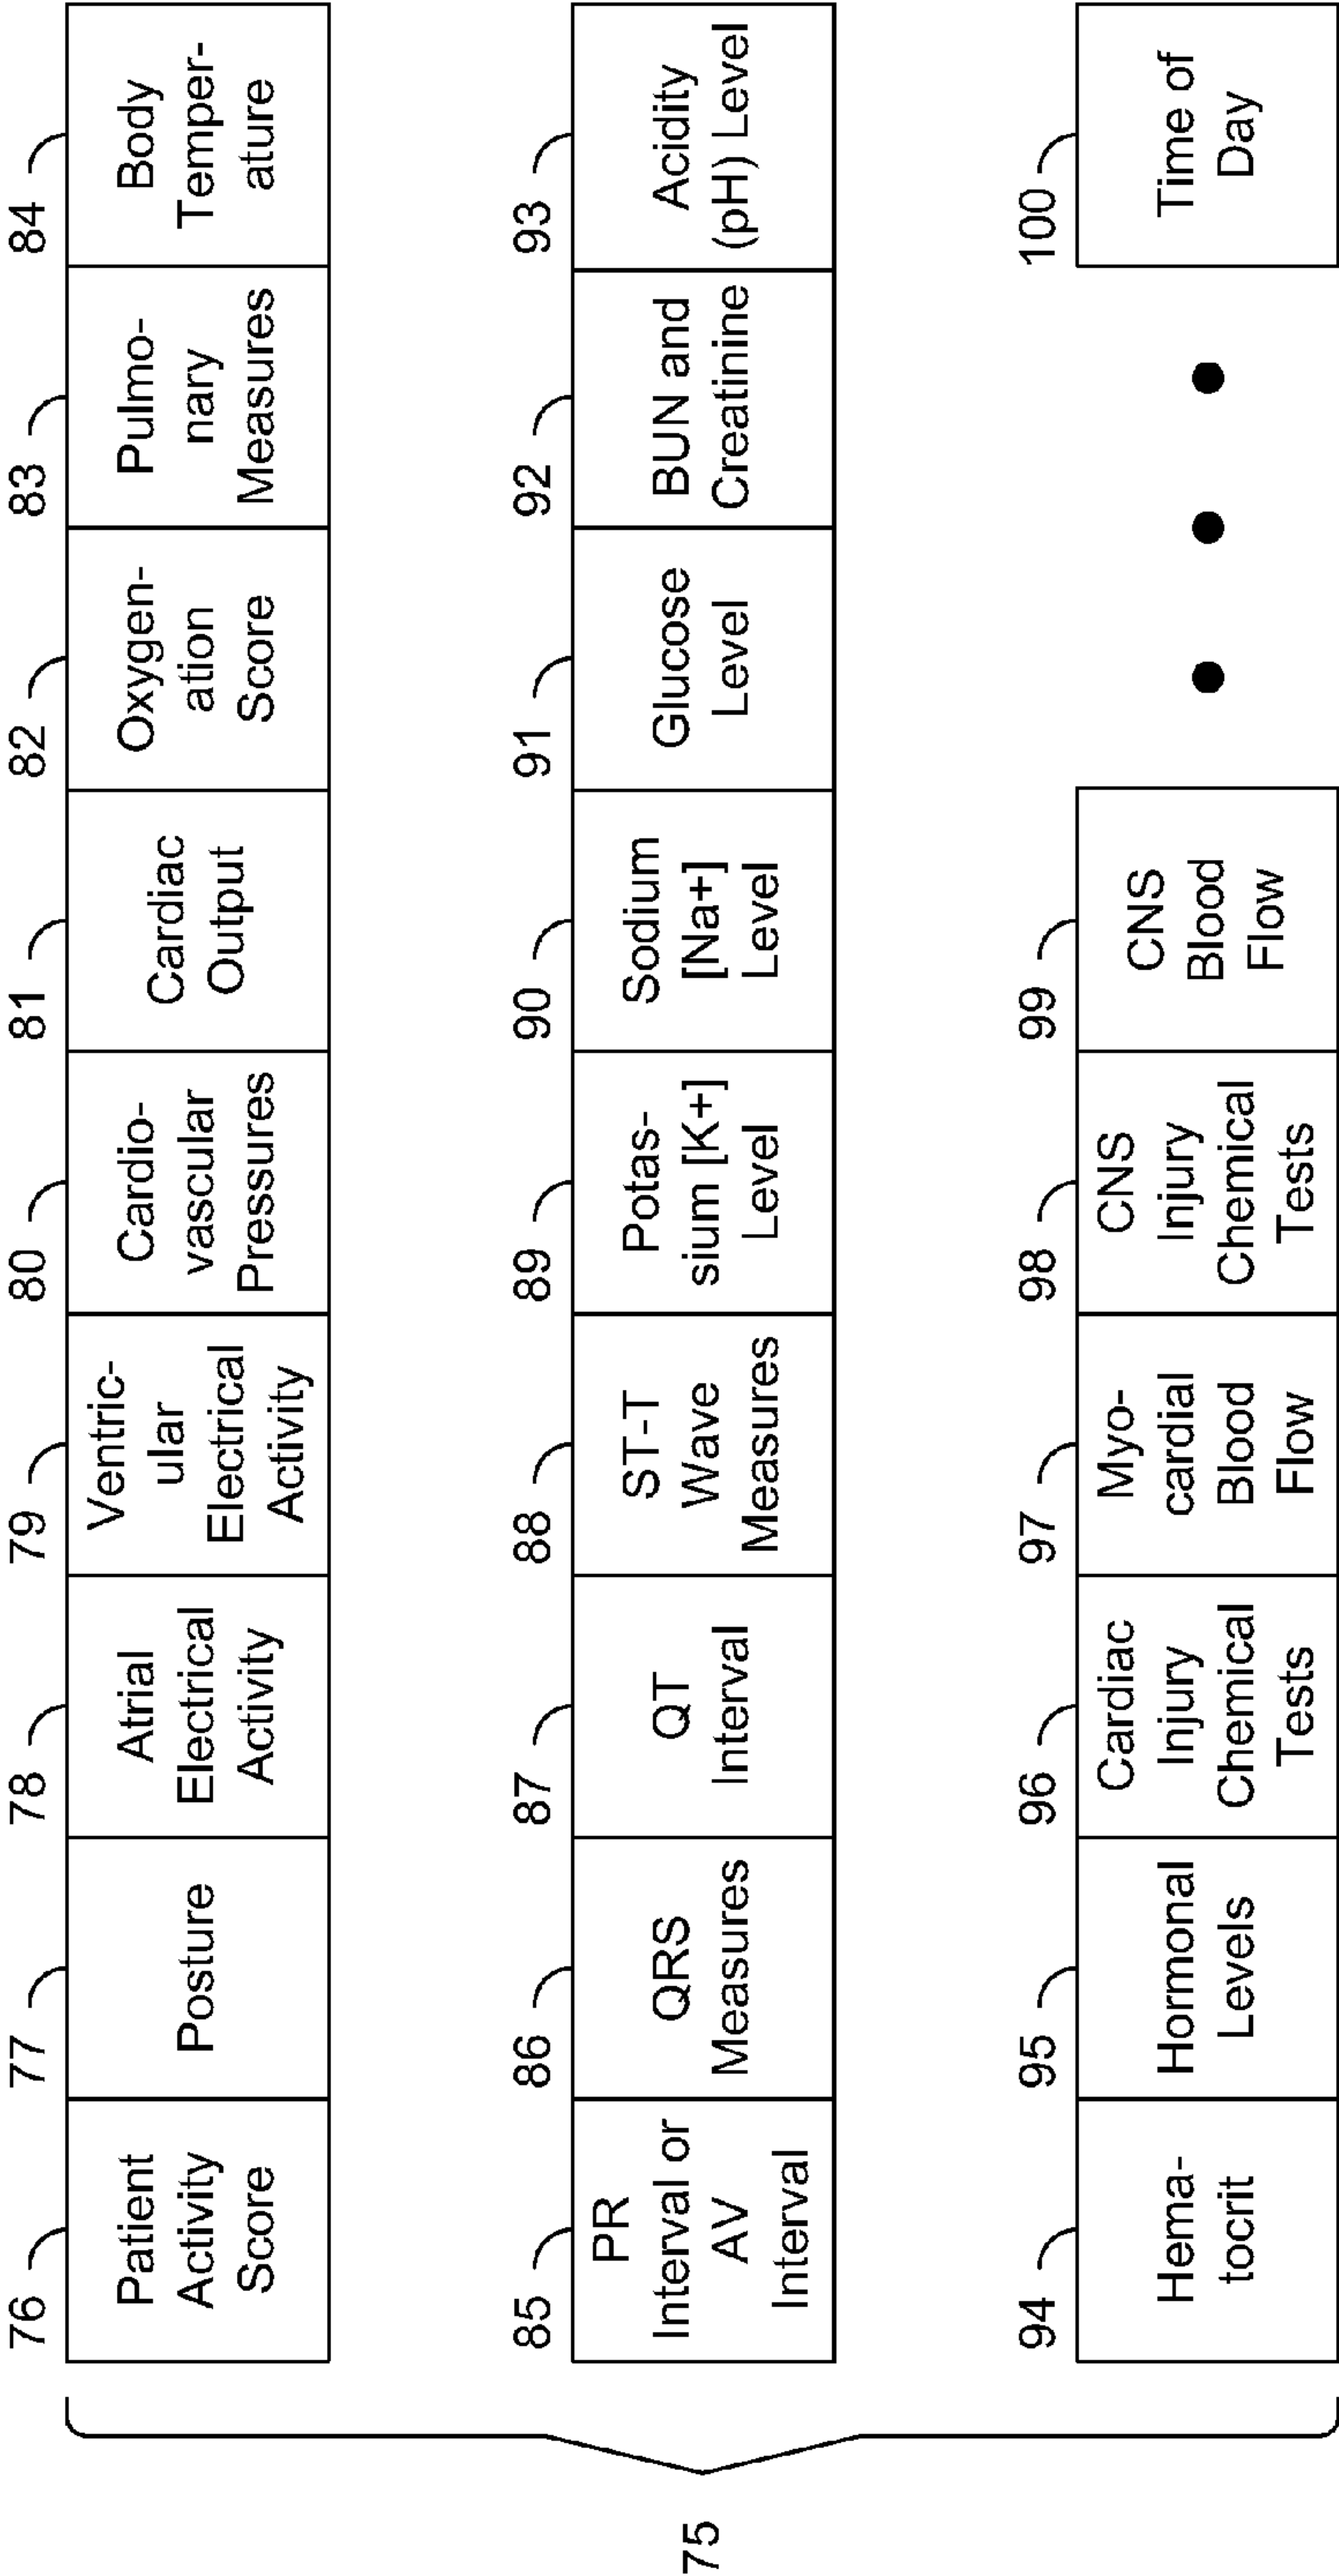 75
76
Patient
Activity
Score
77
Posture
78
Atrial
Electrical
Activity
79
Ventric-
ular
Electrical
Activity
80
Cardio-
vascular
Pressures
81
Cardiac
Output
82
Oxygen-
ation
Score
83
Pulmo-
nary
Measures
84
Body
Temper-
ature
85
PR
Interval or
AV
Interval
86
QRS
Measures
87
QT
Interval
88
ST-T
Wave
Measures
89
Potas-
sium [K+]
Level
90
Sodium
[Na+]
Level
91
Glucose
Level
92
BUN and
Creatinine
93
Acidity
(pH) Level
94
Hema-
tocrit
95
Hormonal
Levels
96
Cardiac
Injury
Chemical
Tests
97
Myo-
cardial
Blood
Flow
98
CNS
Injury
Chemical
Tests
99
CNS
Blood
Flow
100
Time of
Day